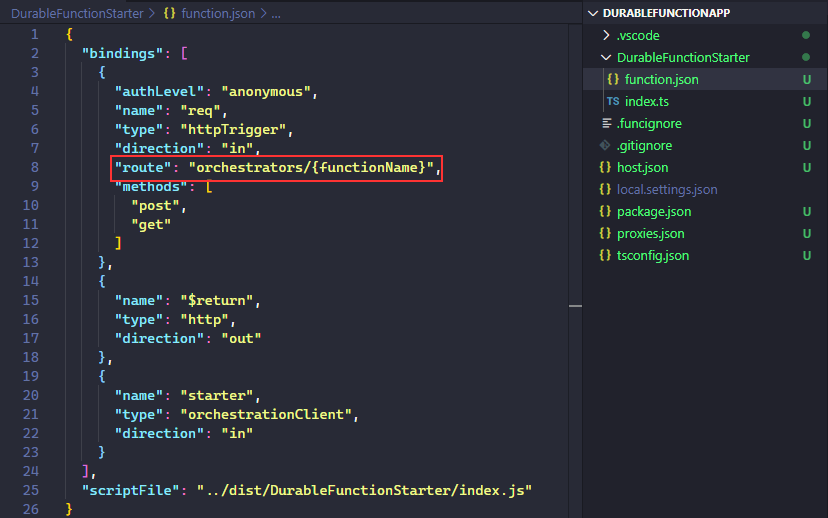 DurableFunctionStarter > {} function.json > ...
1 {
2   "bindings": [
3     {
4       "authLevel": "anonymous",
5       "name": "req",
6       "type": "httpTrigger",
7       "direction": "in",
8       "route": "orchestrators/{functionName}",
9       "methods": [
10         "post",
11         "get"
12       ]
13     },
14     {
15       "name": "$return",
16       "type": "http",
17       "direction": "out"
18     },
19     {
20       "name": "starter",
21       "type": "orchestrationClient",
22       "direction": "in"
23     }
24   ],
25   "scriptFile": "../dist/DurableFunctionStarter/index.js"
26 }
DURABLEFUNCTIONAPP
.vscode
DurableFunctionStarter
{} function.json U
TS index.ts U
.funcignore U
.gitignore U
{} host.json U
{} local.settings.json
{} package.json U
{} proxies.json U
{} tsconfig.json U